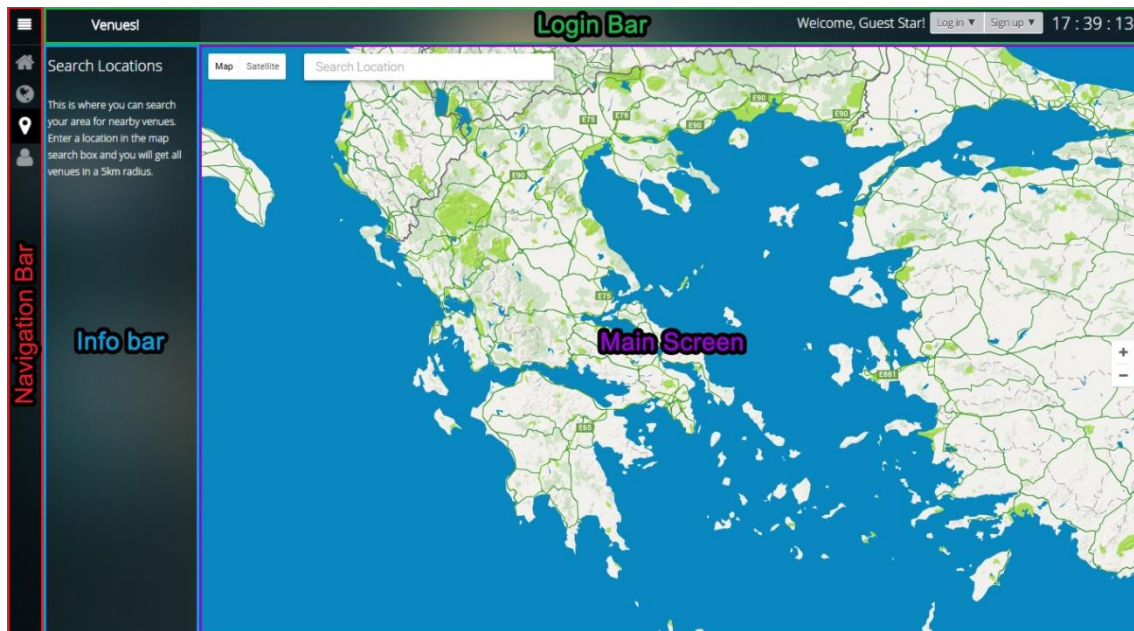 Venues!
Login Bar
Welcome, Guest Star!
Log in ▼
Sign up ▼
17 : 39 : 13
Search Locations
This is where you can search
your area for nearby venues.
Enter a location in the map
search box and you will get all
venues in a 5km radius.
Map
Satellite
Search Location
E90
E75
E79
E90
E90
E90
E75
E881
E65
Navigation Bar
Info bar
Main Screen
+
−